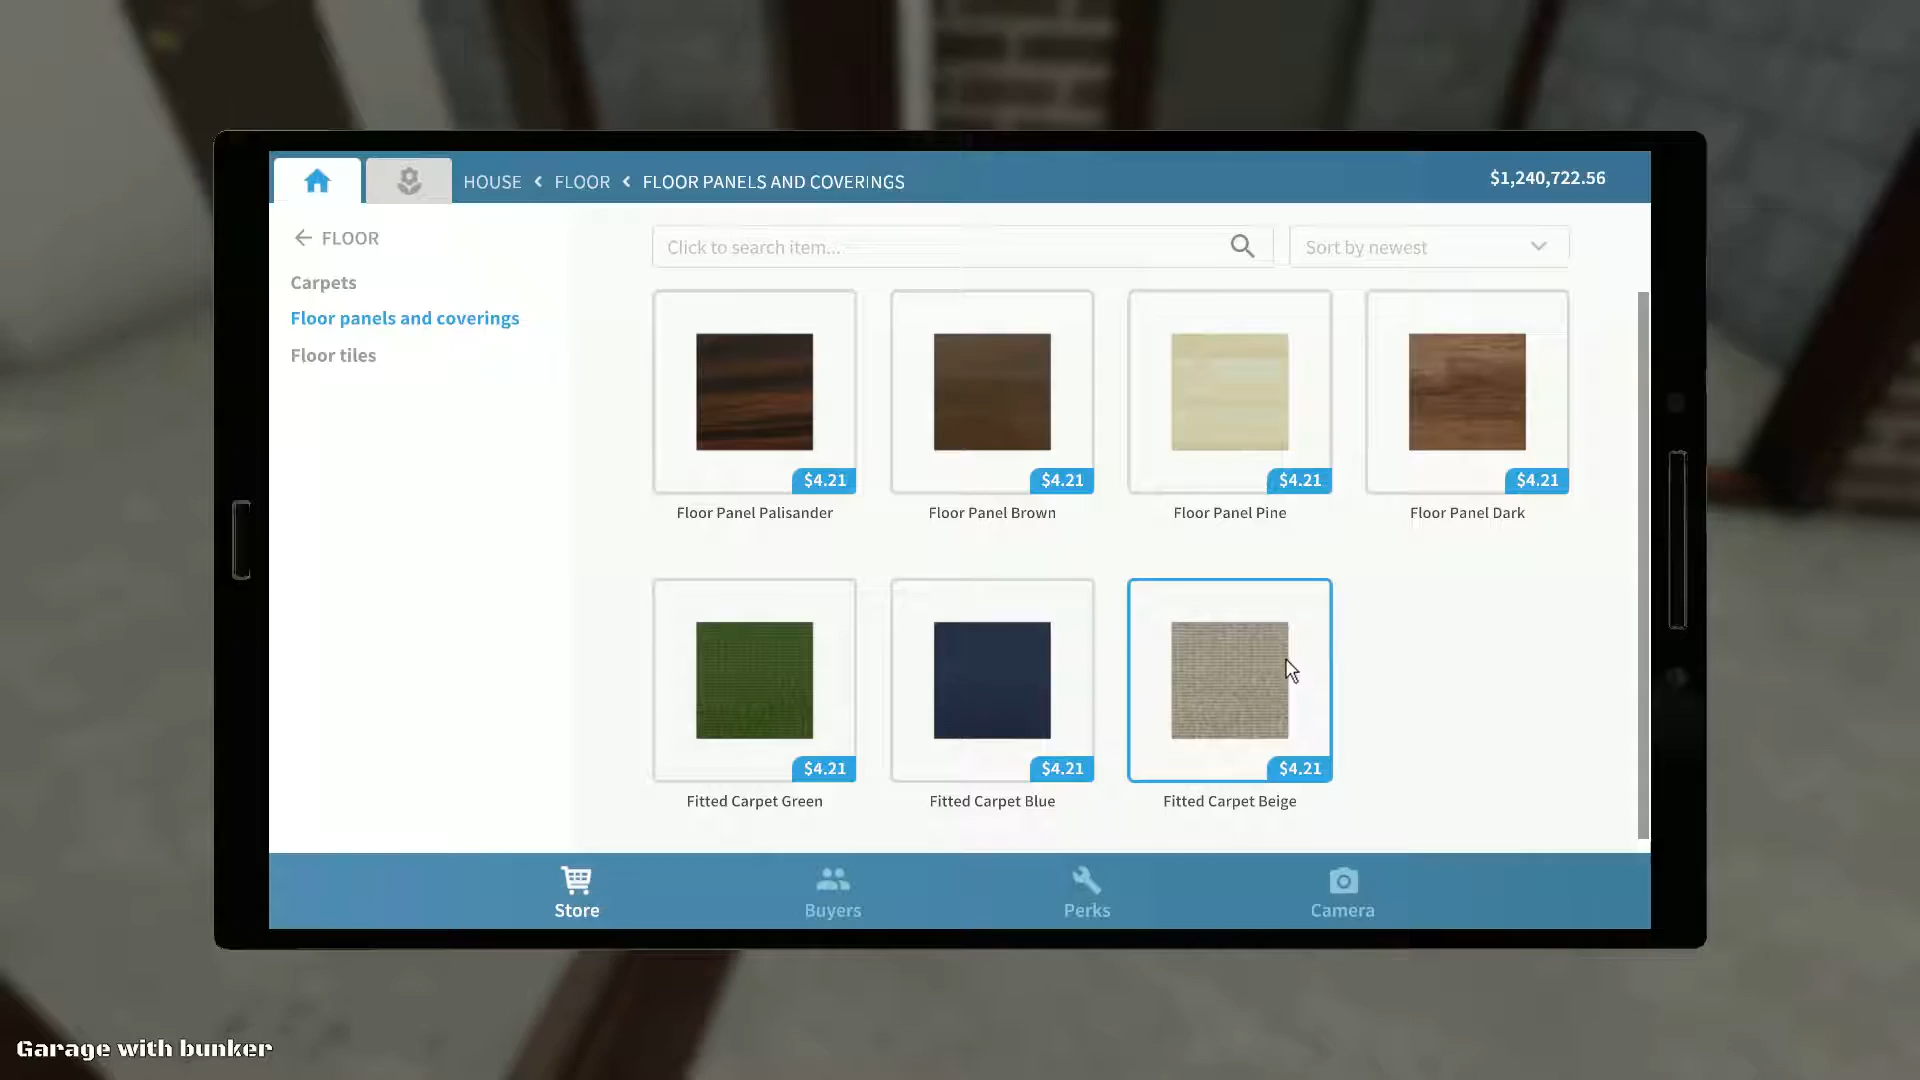 HOUSE < FLOOR < FLOOR PANELS AND COVERINGS
$1,240,722.56
FLOOR
Carpets
Floor panels and coverings
Floor tiles
Click to search item...
Sort by newest
$4.21 $4.21 $4.21 $4.21
Floor Panel Palisander Floor Panel Brown Floor Panel Pine Floor Panel Dark
$4.21 $4.21 $4.21
Fitted Carpet Green Fitted Carpet Blue Fitted Carpet Beige
Store Buyers Perks Camera
Garage with bunker